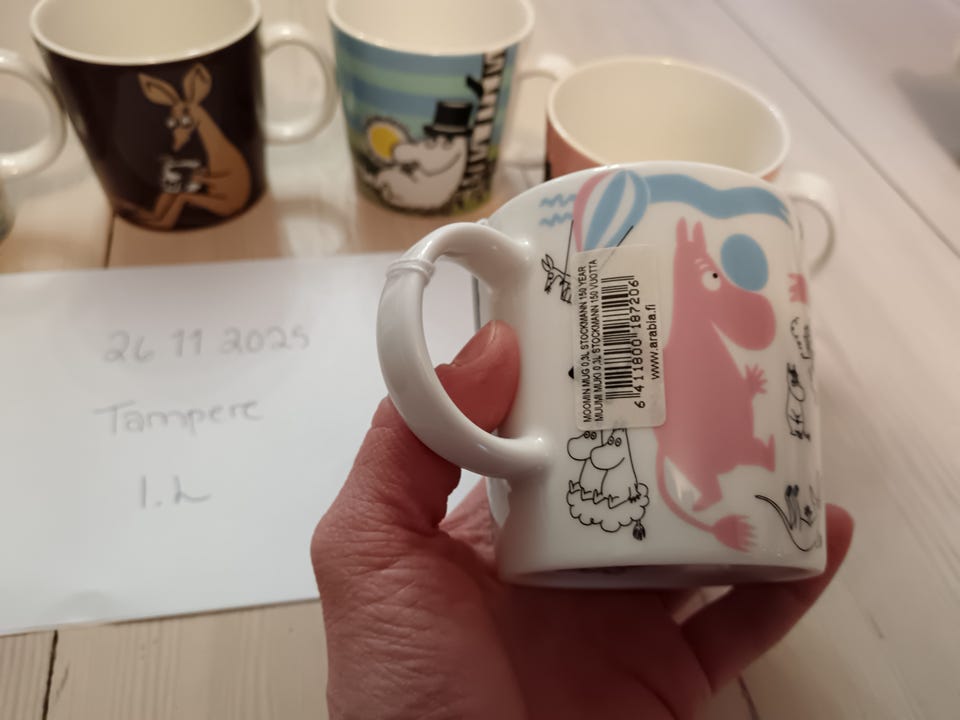 26 11 2025
Tampere
I.L
MOOMIN MUG 0,3L STOCKMANN 150 YEAR
MUUMI MUKI 0,3L STOCKMANN 150 VUOTTA
6 411800 187206
www.arabia.fi